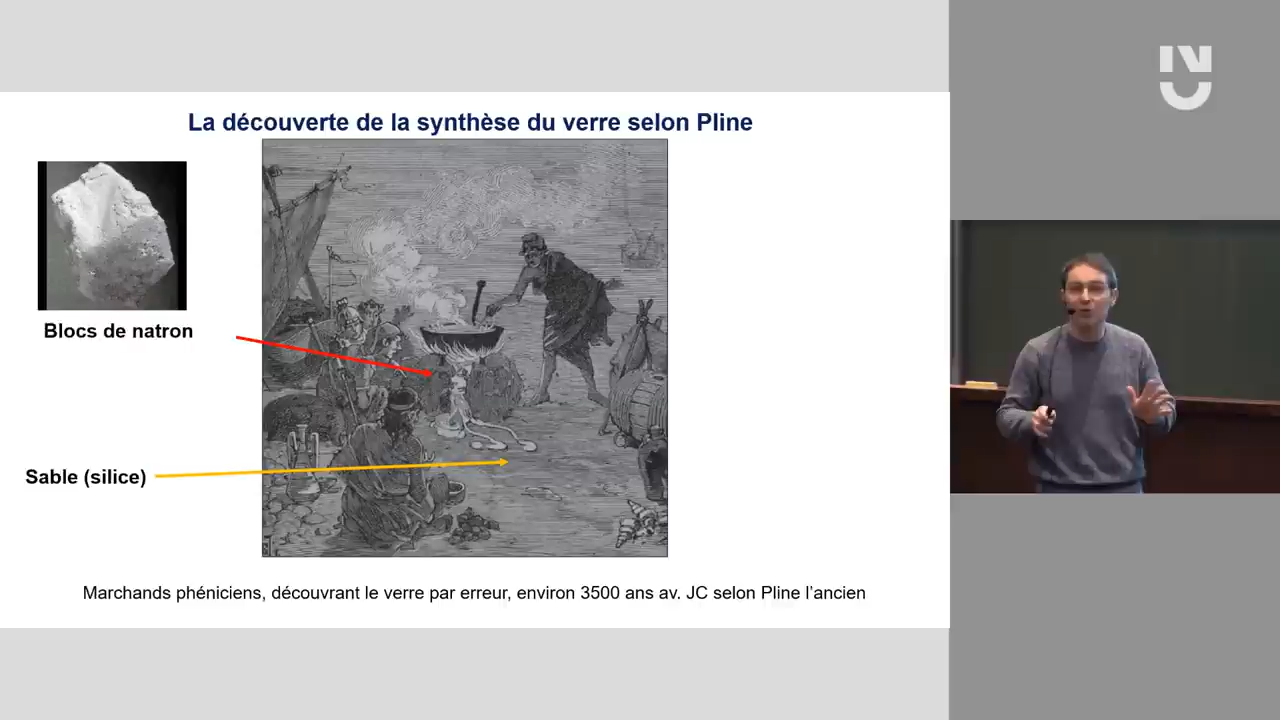 La découverte de la synthèse du verre selon Pline
Blocs de natron
Sable (silice)
Marchands phéniciens, découvrant le verre par erreur, environ 3500 ans av. JC selon Pline l'ancien